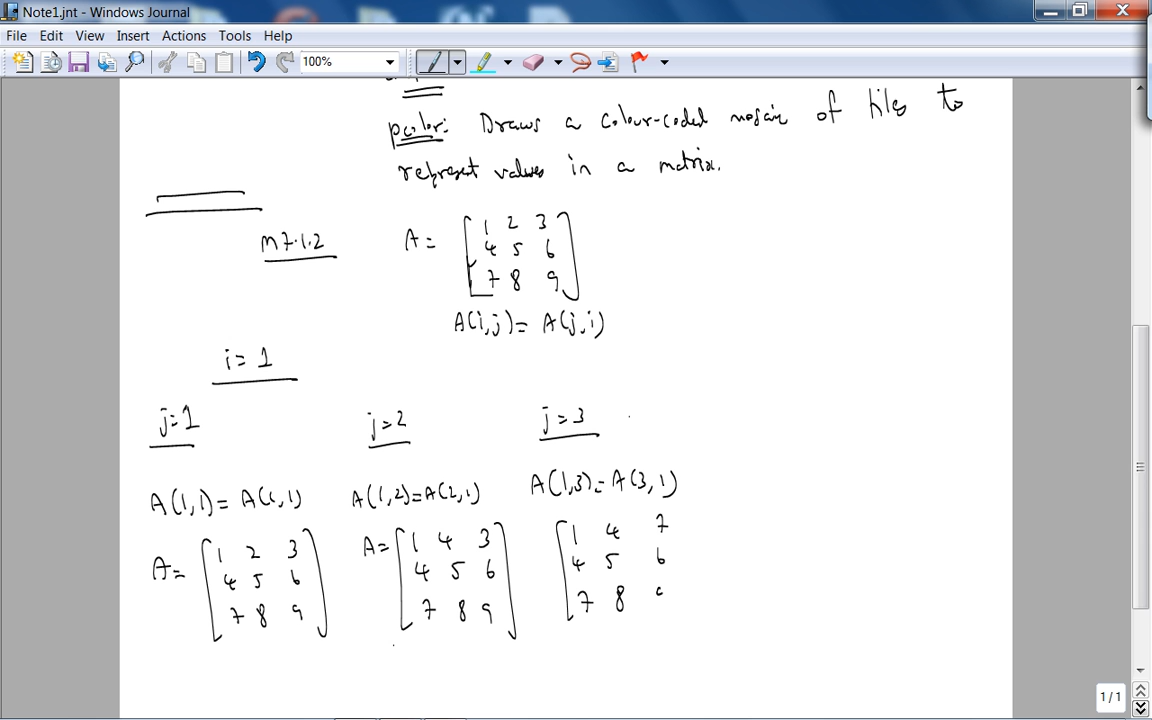 Note1.jnt - Windows Journal
File Edit View Insert Actions Tools Help
100%
pcolor: Draws a colour-coded mosaic of tiles to
represent values in a matrix.
m7.1.2
A = [1 2 3
4 5 6
7 8 9]
A(i,j) = A(j,i)
i = 1
j=1 j=2 j=3
A(1,1) = A(1,1) A(1,2)=A(2,1) A(1,3) = A(3,1)
A= [1 2 3 A= [1 4 3 [1 4 7
4 5 6 4 5 6 4 5 6
7 8 9] 7 8 9] 7 8 9
1 / 1